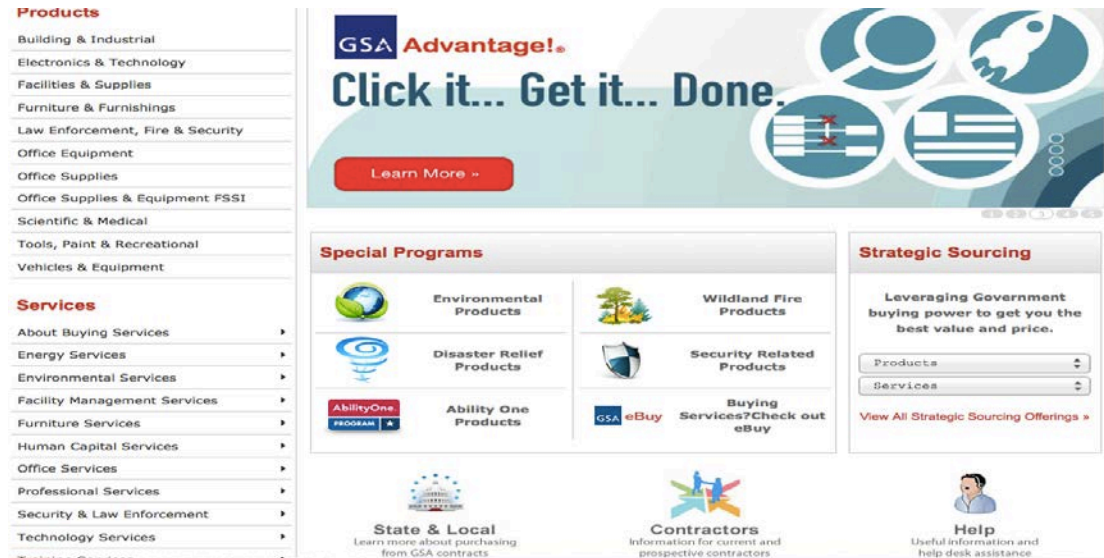 Products
Building & Industrial
Electronics & Technology
Facilities & Supplies
Furniture & Furnishings
Law Enforcement, Fire & Security
Office Equipment
Office Supplies
Office Supplies & Equipment FSSI
Scientific & Medical
Tools, Paint & Recreational
Vehicles & Equipment
Services
About Buying Services
Energy Services
Environmental Services
Facility Management Services
Furniture Services
Human Capital Services
Office Services
Professional Services
Security & Law Enforcement
Technology Services
GSA Advantage!®
Click it... Get it... Done.
Learn More »
1 2 3 4 5
Special Programs
Environmental
Products
Wildland Fire
Products
Disaster Relief
Products
Security Related
Products
AbilityOne.
PROGRAM
Ability One
Products
GSA eBuy
Buying
Services?Check out
eBuy
Strategic Sourcing
Leveraging Government
buying power to get you the
best value and price.
Products
Services
View All Strategic Sourcing Offerings »
State & Local
Learn more about purchasing
from GSA contracts
Contractors
Information for current and
prospective contractors
Help
Useful information and
help desk assistance